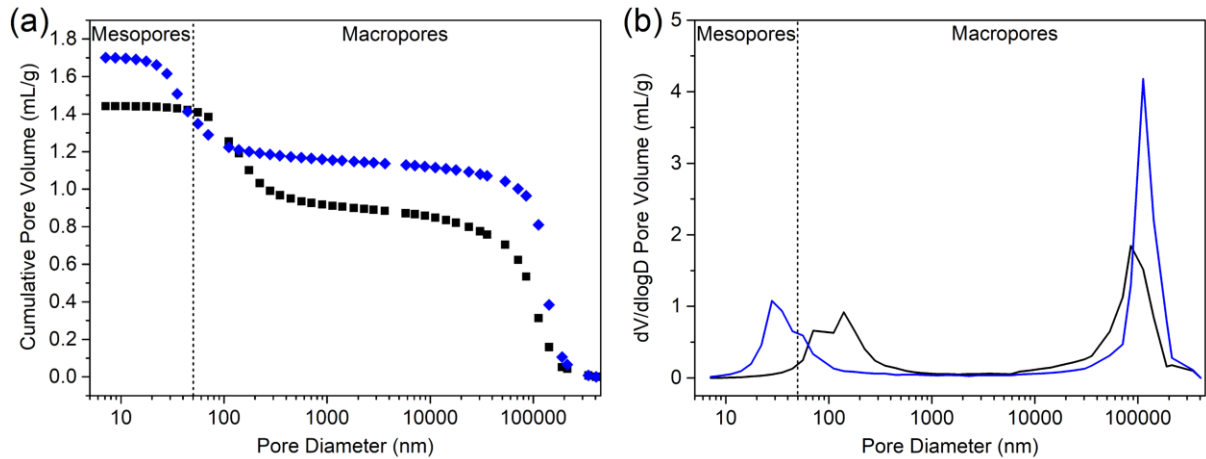 (a)
Mesopores
Macropores
1.8
1.6
1.4
1.2
1.0
0.8
0.6
0.4
0.2
0.0
Cumulative Pore Volume (mL/g)
10
100
1000
10000
100000
Pore Diameter (nm)
(b)
Mesopores
Macropores
5
4
3
2
1
0
dV/dlogD Pore Volume (mL/g)
10
100
1000
10000
100000
Pore Diameter (nm)